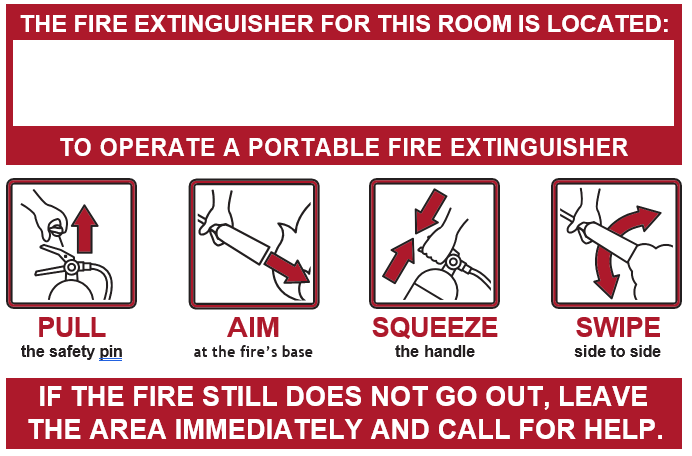 THE FIRE EXTINGUISHER FOR THIS ROOM IS LOCATED:
TO OPERATE A PORTABLE FIRE EXTINGUISHER
PULL
the safety pin
AIM
at the fire's base
SQUEEZE
the handle
SWIPE
side to side
IF THE FIRE STILL DOES NOT GO OUT, LEAVE
THE AREA IMMEDIATELY AND CALL FOR HELP.